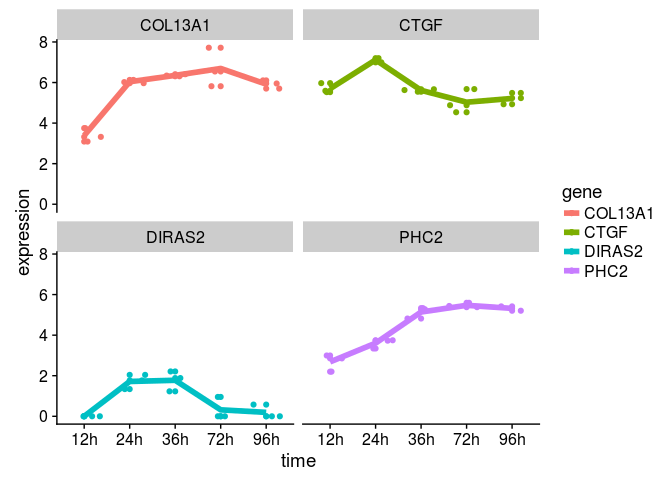 COL13A1
CTGF
8
6
4
2
0
DIRAS2
PHC2
8
6
4
2
0
12h 24h 36h 72h 96h
12h 24h 36h 72h 96h
time
expression
gene
COL13A1
CTGF
DIRAS2
PHC2